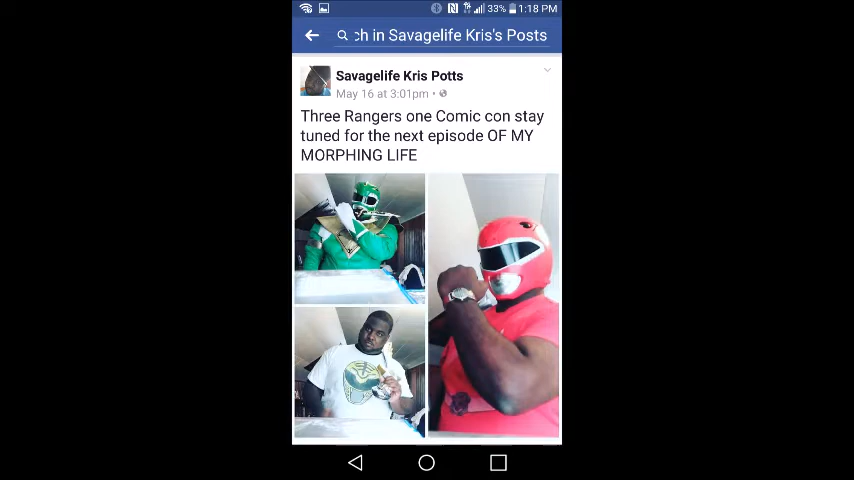 33% 1:18 PM
ch in Savagelife Kris's Posts
Savagelife Kris Potts
May 16 at 3:01pm •
Three Rangers one Comic con stay
tuned for the next episode OF MY
MORPHING LIFE